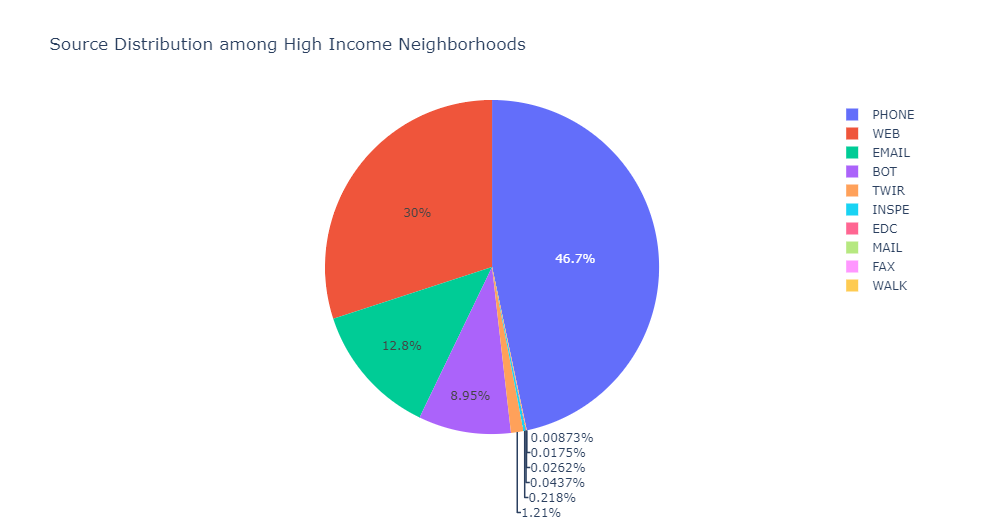 Source Distribution among High Income Neighborhoods
PHONE
WEB
EMAIL
BOT
TWIR
INSPE
EDC
MAIL
FAX
WALK
30%
46.7%
12.8%
8.95%
0.00873%
0.0175%
0.0262%
0.0437%
0.218%
1.21%